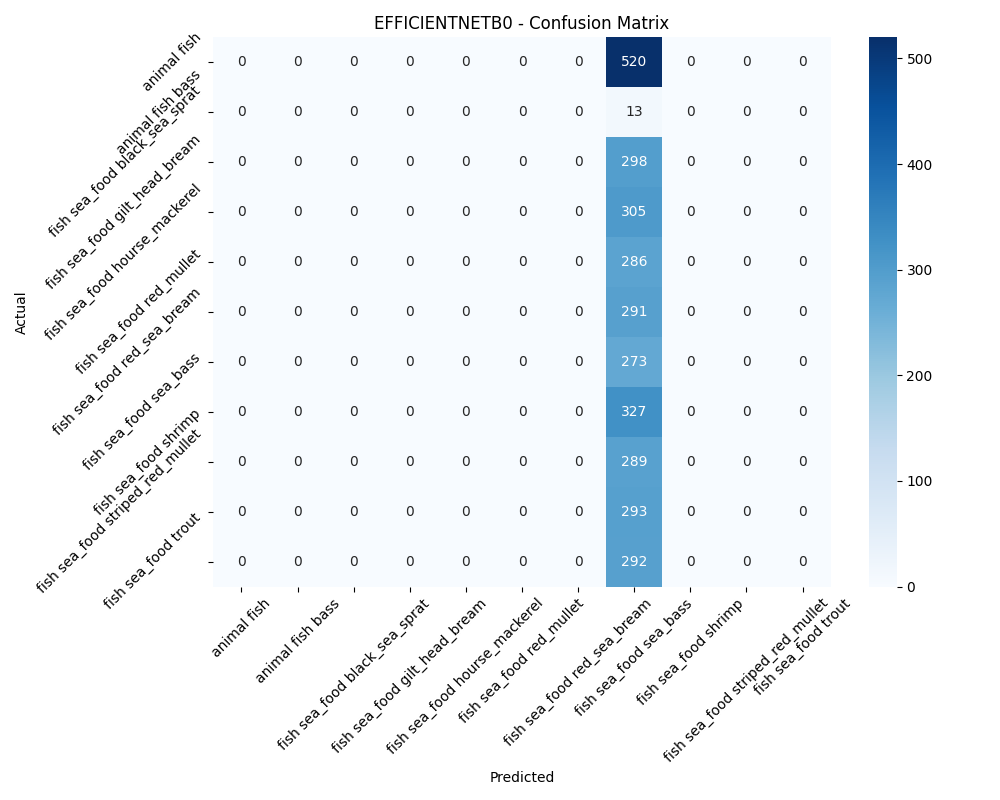 EFFICIENTNETB0 - Confusion Matrix
Actual
animal fish
0 0 0 0 0 0 0 520 0 0 0
animal fish bass
0 0 0 0 0 0 0 13 0 0 0
fish sea_food black_sea_sprat
0 0 0 0 0 0 0 298 0 0 0
fish sea_food gilt_head_bream
0 0 0 0 0 0 0 305 0 0 0
fish sea_food hourse_mackerel
0 0 0 0 0 0 0 286 0 0 0
fish sea_food red_mullet
0 0 0 0 0 0 0 291 0 0 0
fish sea_food red_sea_bream
0 0 0 0 0 0 0 273 0 0 0
fish sea_food sea_bass
0 0 0 0 0 0 0 327 0 0 0
fish sea_food shrimp
0 0 0 0 0 0 0 289 0 0 0
fish sea_food striped_red_mullet
0 0 0 0 0 0 0 293 0 0 0
fish sea_food trout
0 0 0 0 0 0 0 292 0 0 0
animal fish
animal fish bass
fish sea_food black_sea_sprat
fish sea_food gilt_head_bream
fish sea_food hourse_mackerel
fish sea_food red_mullet
fish sea_food red_sea_bream
fish sea_food sea_bass
fish sea_food shrimp
fish sea_food striped_red_mullet
fish sea_food trout
Predicted
500
400
300
200
100
0